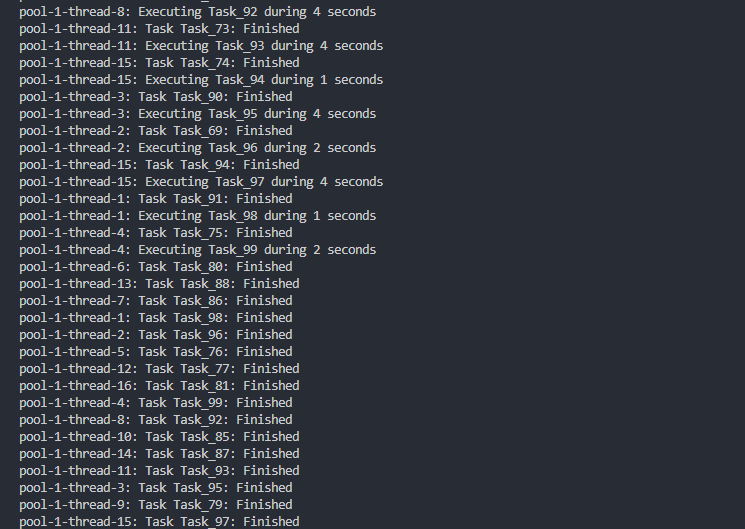 pool-1-thread-8: Executing Task_92 during 4 seconds
pool-1-thread-11: Task Task_73: Finished
pool-1-thread-11: Executing Task_93 during 4 seconds
pool-1-thread-15: Task Task_74: Finished
pool-1-thread-15: Executing Task_94 during 1 seconds
pool-1-thread-3: Task Task_90: Finished
pool-1-thread-3: Executing Task_95 during 4 seconds
pool-1-thread-2: Task Task_69: Finished
pool-1-thread-2: Executing Task_96 during 2 seconds
pool-1-thread-15: Task Task_94: Finished
pool-1-thread-15: Executing Task_97 during 4 seconds
pool-1-thread-1: Task Task_91: Finished
pool-1-thread-1: Executing Task_98 during 1 seconds
pool-1-thread-4: Task Task_75: Finished
pool-1-thread-4: Executing Task_99 during 2 seconds
pool-1-thread-6: Task Task_80: Finished
pool-1-thread-13: Task Task_88: Finished
pool-1-thread-7: Task Task_86: Finished
pool-1-thread-1: Task Task_98: Finished
pool-1-thread-2: Task Task_96: Finished
pool-1-thread-5: Task Task_76: Finished
pool-1-thread-12: Task Task_77: Finished
pool-1-thread-16: Task Task_81: Finished
pool-1-thread-4: Task Task_99: Finished
pool-1-thread-8: Task Task_92: Finished
pool-1-thread-10: Task Task_85: Finished
pool-1-thread-14: Task Task_87: Finished
pool-1-thread-11: Task Task_93: Finished
pool-1-thread-3: Task Task_95: Finished
pool-1-thread-9: Task Task_79: Finished
pool-1-thread-15: Task Task_97: Finished